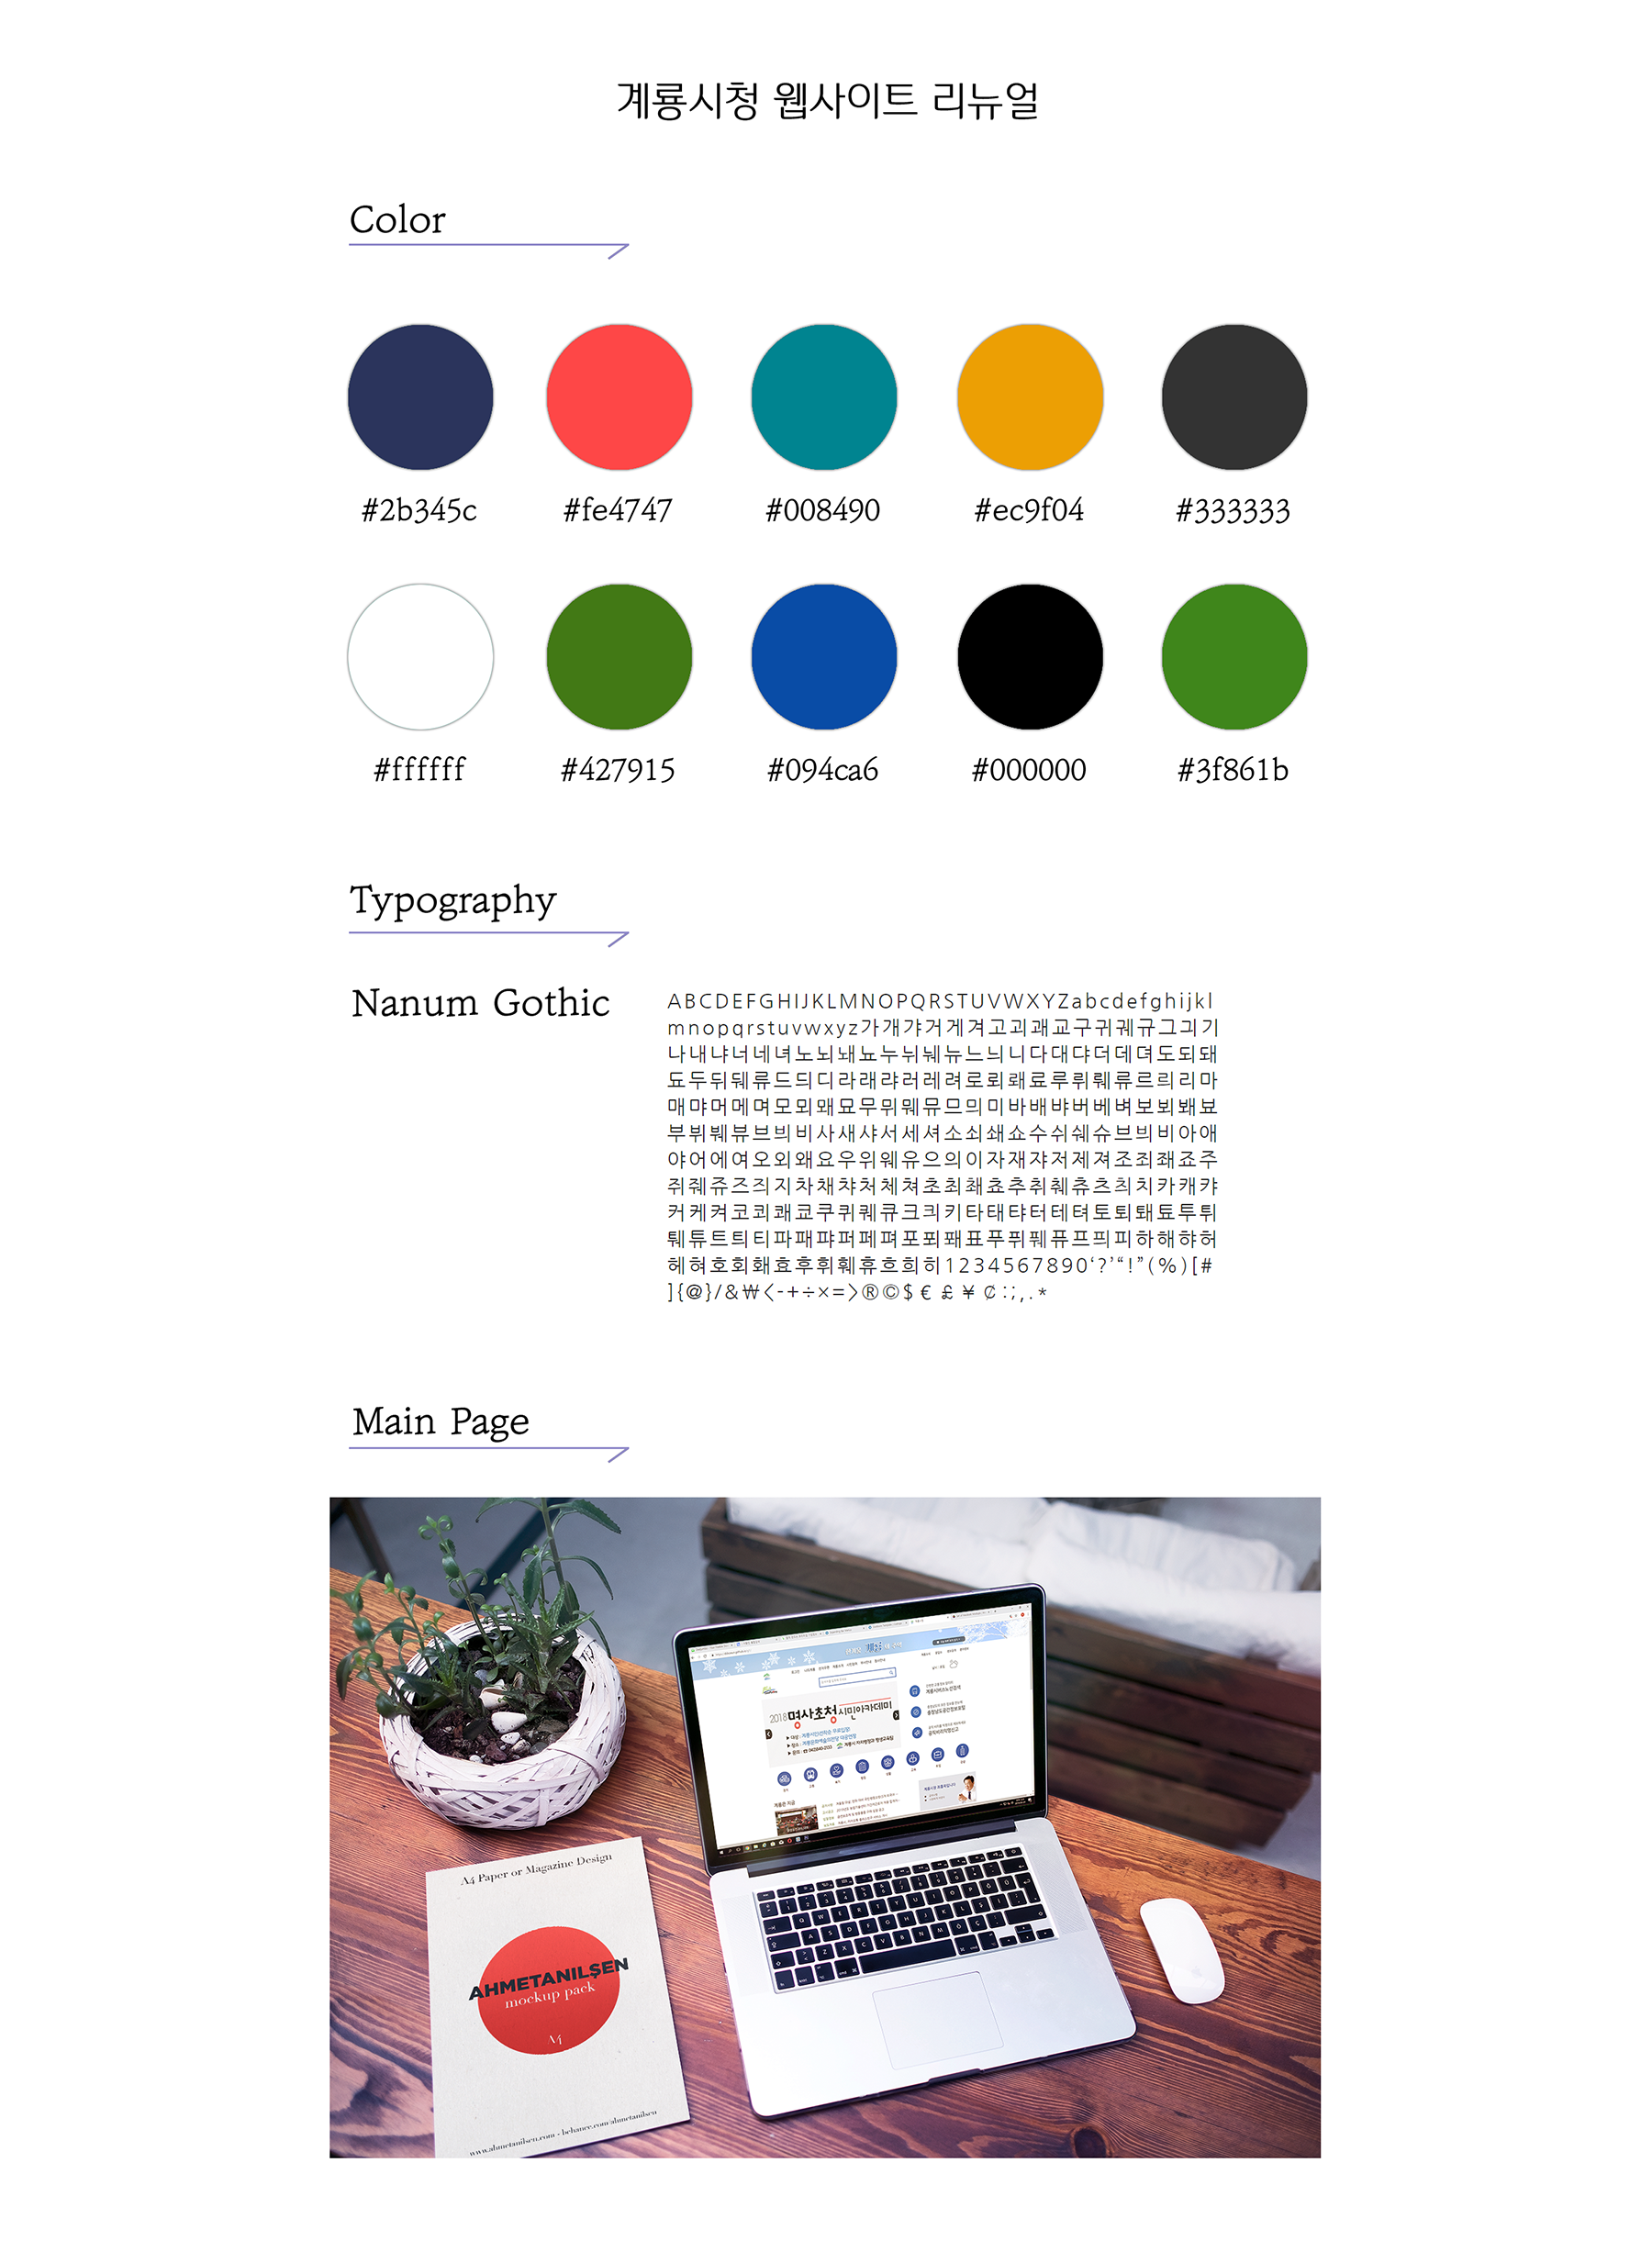 계룡시청 웹사이트 리뉴얼
Color
#2b345c #fe4747 #008490 #ec9f04 #333333
#ffffff #427915 #094ca6 #000000 #3f861b
Typography
Nanum Gothic
ABCDEFGHIJKLMNOPQRSTUVWXYZabcdefghijkl
mnopqrstuvwxyz가개갸거게겨고괴괘교구귀궤규그긔기
나내냐너네녀노뇌놰뇨누뉘눼뉴느늬니다대댜더데뎌도되돼
됴두뒤뒈류드듸디라래랴러레려로뢰뢔료루뤼뤠류르릐리마
매먀머메며모뫼뫠묘무뮈뭬뮤므믜미바배뱌버베벼보뵈봬뵤
부뷔붸뷰브븨비사새샤서세셔소쇠쇄쇼수쉬쉐슈브븨비아애
야어에여오외왜요우위웨유으의이자재쟈저제져조죄좨죠주
쥐줴쥬즈즤지차채챠처체쳐초최쵀쵸추취췌츄츠츼치카캐캬
커케켜코쾨쾌쿄쿠퀴퀘큐크킈키타태탸터테텨토퇴퇘툐투튀
퉤튜트틔티파패퍄퍼페펴포푀퐤표푸퓌풰퓨프픠피하해햐허
헤혀호회홰효후휘훼휴흐희히1234567890‘?’“!”(%)[#
]{@}/&₩<-+÷×=>®©$€£¥¢:;,.*
Main Page
2018 명사초청 시민아카데미
계룡은 지금
A4 Paper or Magazine Design
AHMETANILŞEN
mockup pack
A4
www.ahmetanilsen.com - behance.com/ahmetanilsen